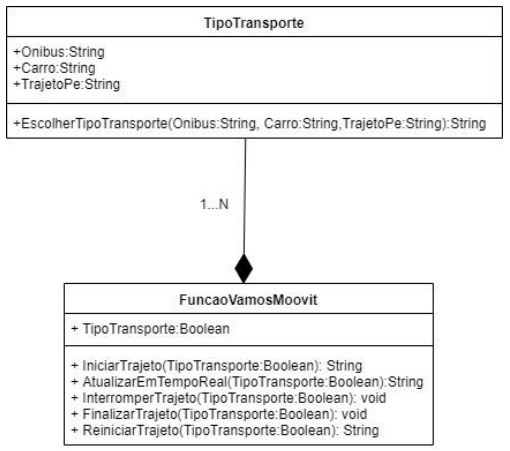 TipoTransporte
+Onibus:String
+Carro:String
+TrajetoPe:String
+EscolherTipoTransporte(Onibus:String, Carro:String,TrajetoPe:String):String
1...N
FuncaoVamosMoovit
+ TipoTransporte:Boolean
+ IniciarTrajeto(TipoTransporte:Boolean): String
+ AtualizarEmTempoReal(TipoTransporte:Boolean):String
+ InterromperTrajeto(TipoTransporte:Boolean): void
+ FinalizarTrajeto(TipoTransporte:Boolean): void
+ ReiniciarTrajeto(TipoTransporte:Boolean): String